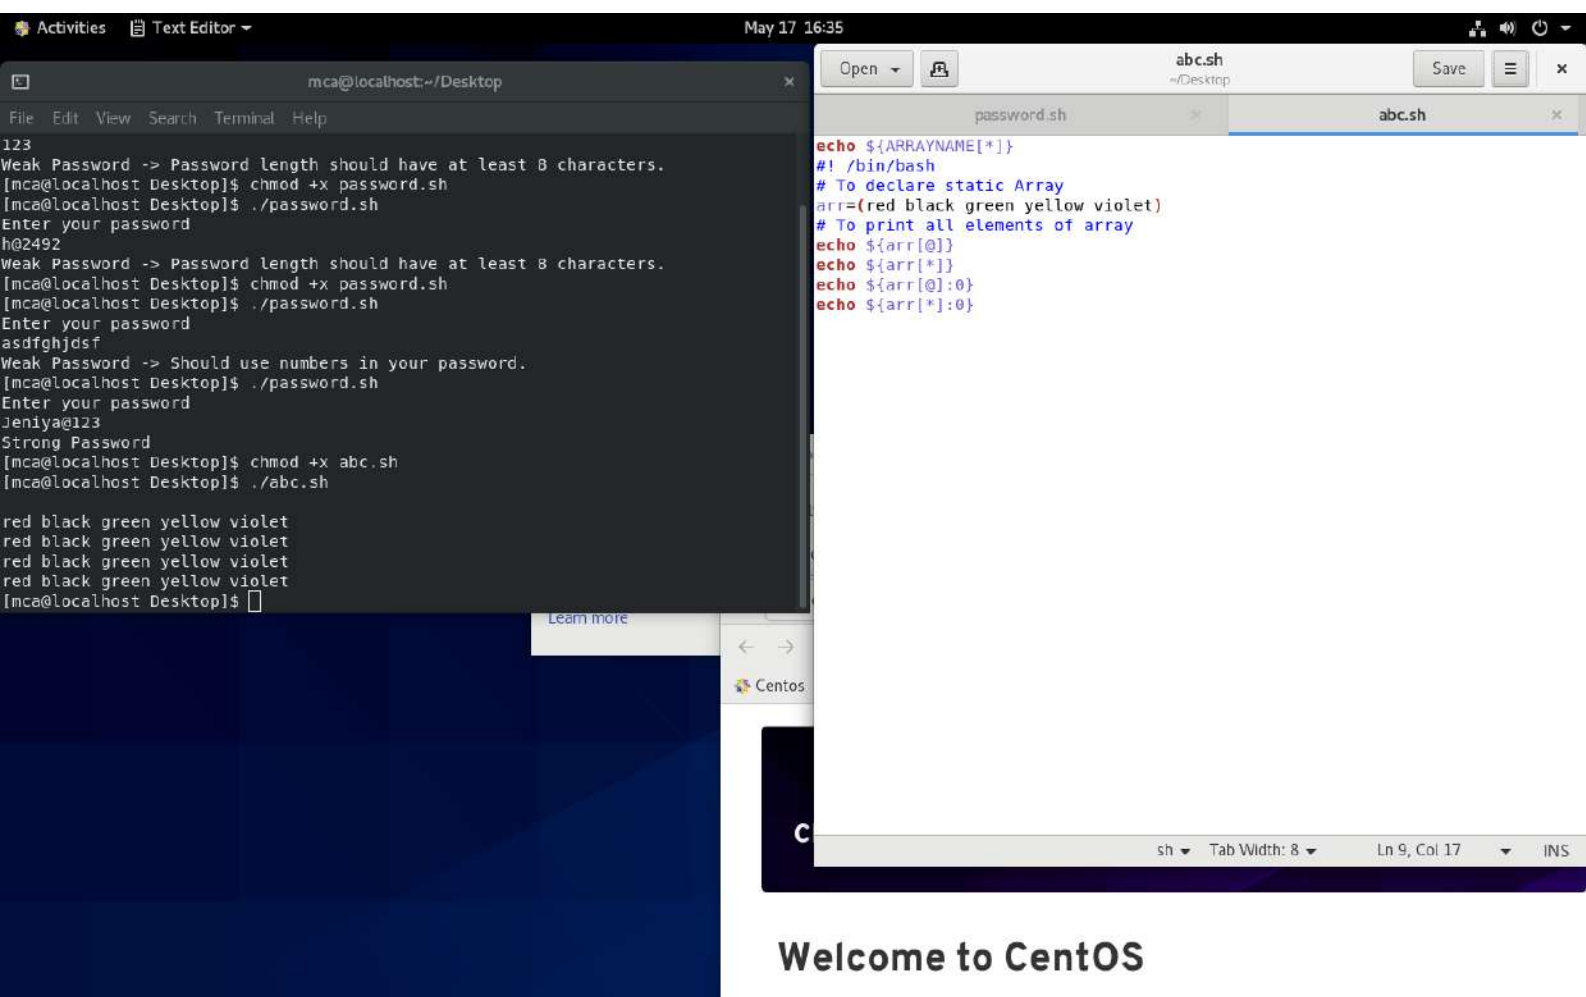 Activities Text Editor May 17 16:35
mca@localhost:~/Desktop
File Edit View Search Terminal Help
123
Weak Password -> Password length should have at least 8 characters.
[mca@localhost Desktop]$ chmod +x password.sh
[mca@localhost Desktop]$ ./password.sh
Enter your password
h@2492
Weak Password -> Password length should have at least 8 characters.
[mca@localhost Desktop]$ chmod +x password.sh
[mca@localhost Desktop]$ ./password.sh
Enter your password
asdfghjdsf
Weak Password -> Should use numbers in your password.
[mca@localhost Desktop]$ ./password.sh
Enter your password
Jeniya@123
Strong Password
[mca@localhost Desktop]$ chmod +x abc.sh
[mca@localhost Desktop]$ ./abc.sh
red black green yellow violet
red black green yellow violet
red black green yellow violet
red black green yellow violet
[mca@localhost Desktop]$
Open abc.sh Save
~/Desktop
password.sh abc.sh
echo ${ARRAYNAME[*]}
#! /bin/bash
# To declare static Array
arr=(red black green yellow violet)
# To print all elements of array
echo ${arr[@]}
echo ${arr[*]}
echo ${arr[@]:0}
echo ${arr[*]:0}
sh Tab Width: 8 Ln 9, Col 17 INS
Learn more
Centos
C
Welcome to CentOS